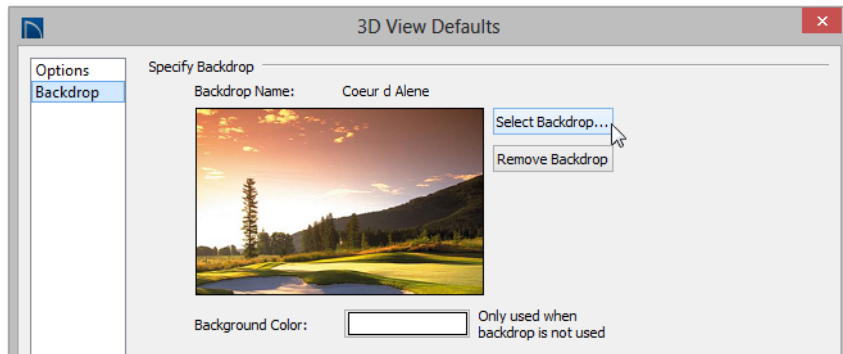 3D View Defaults
Options
Backdrop
Specify Backdrop
Backdrop Name: Coeur d Alene
Select Backdrop...
Remove Backdrop
Background Color:
Only used when
backdrop is not used